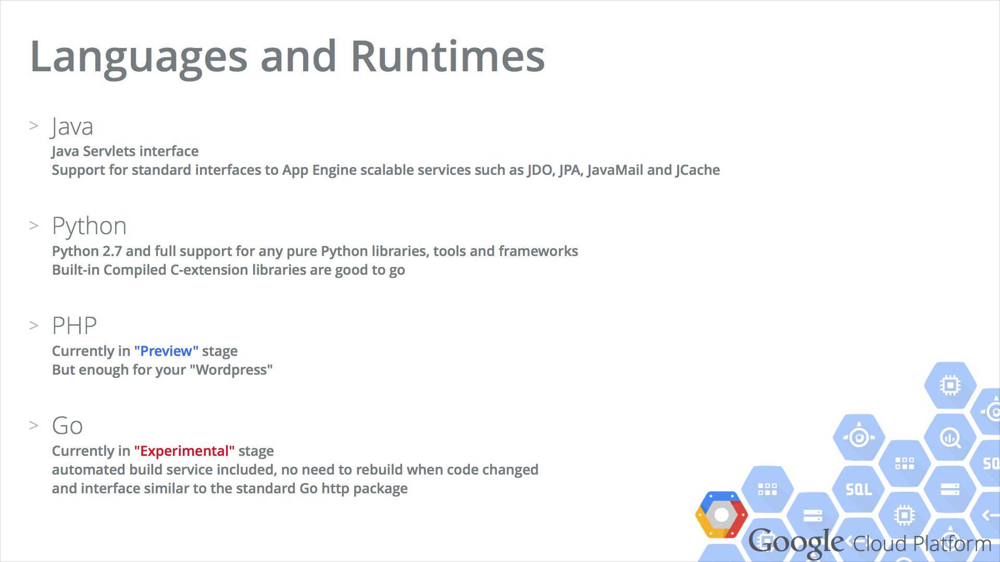 Languages and Runtimes
> Java
Java Servlets interface
Support for standard interfaces to App Engine scalable services such as JDO, JPA, JavaMail and JCache
> Python
Python 2.7 and full support for any pure Python libraries, tools and frameworks
Built-in Compiled C-extension libraries are good to go
> PHP
Currently in "Preview" stage
But enough for your "Wordpress"
> Go
Currently in "Experimental" stage
automated build service included, no need to rebuild when code changed
and interface similar to the standard Go http package
SQL
SQ
Google Cloud Platform